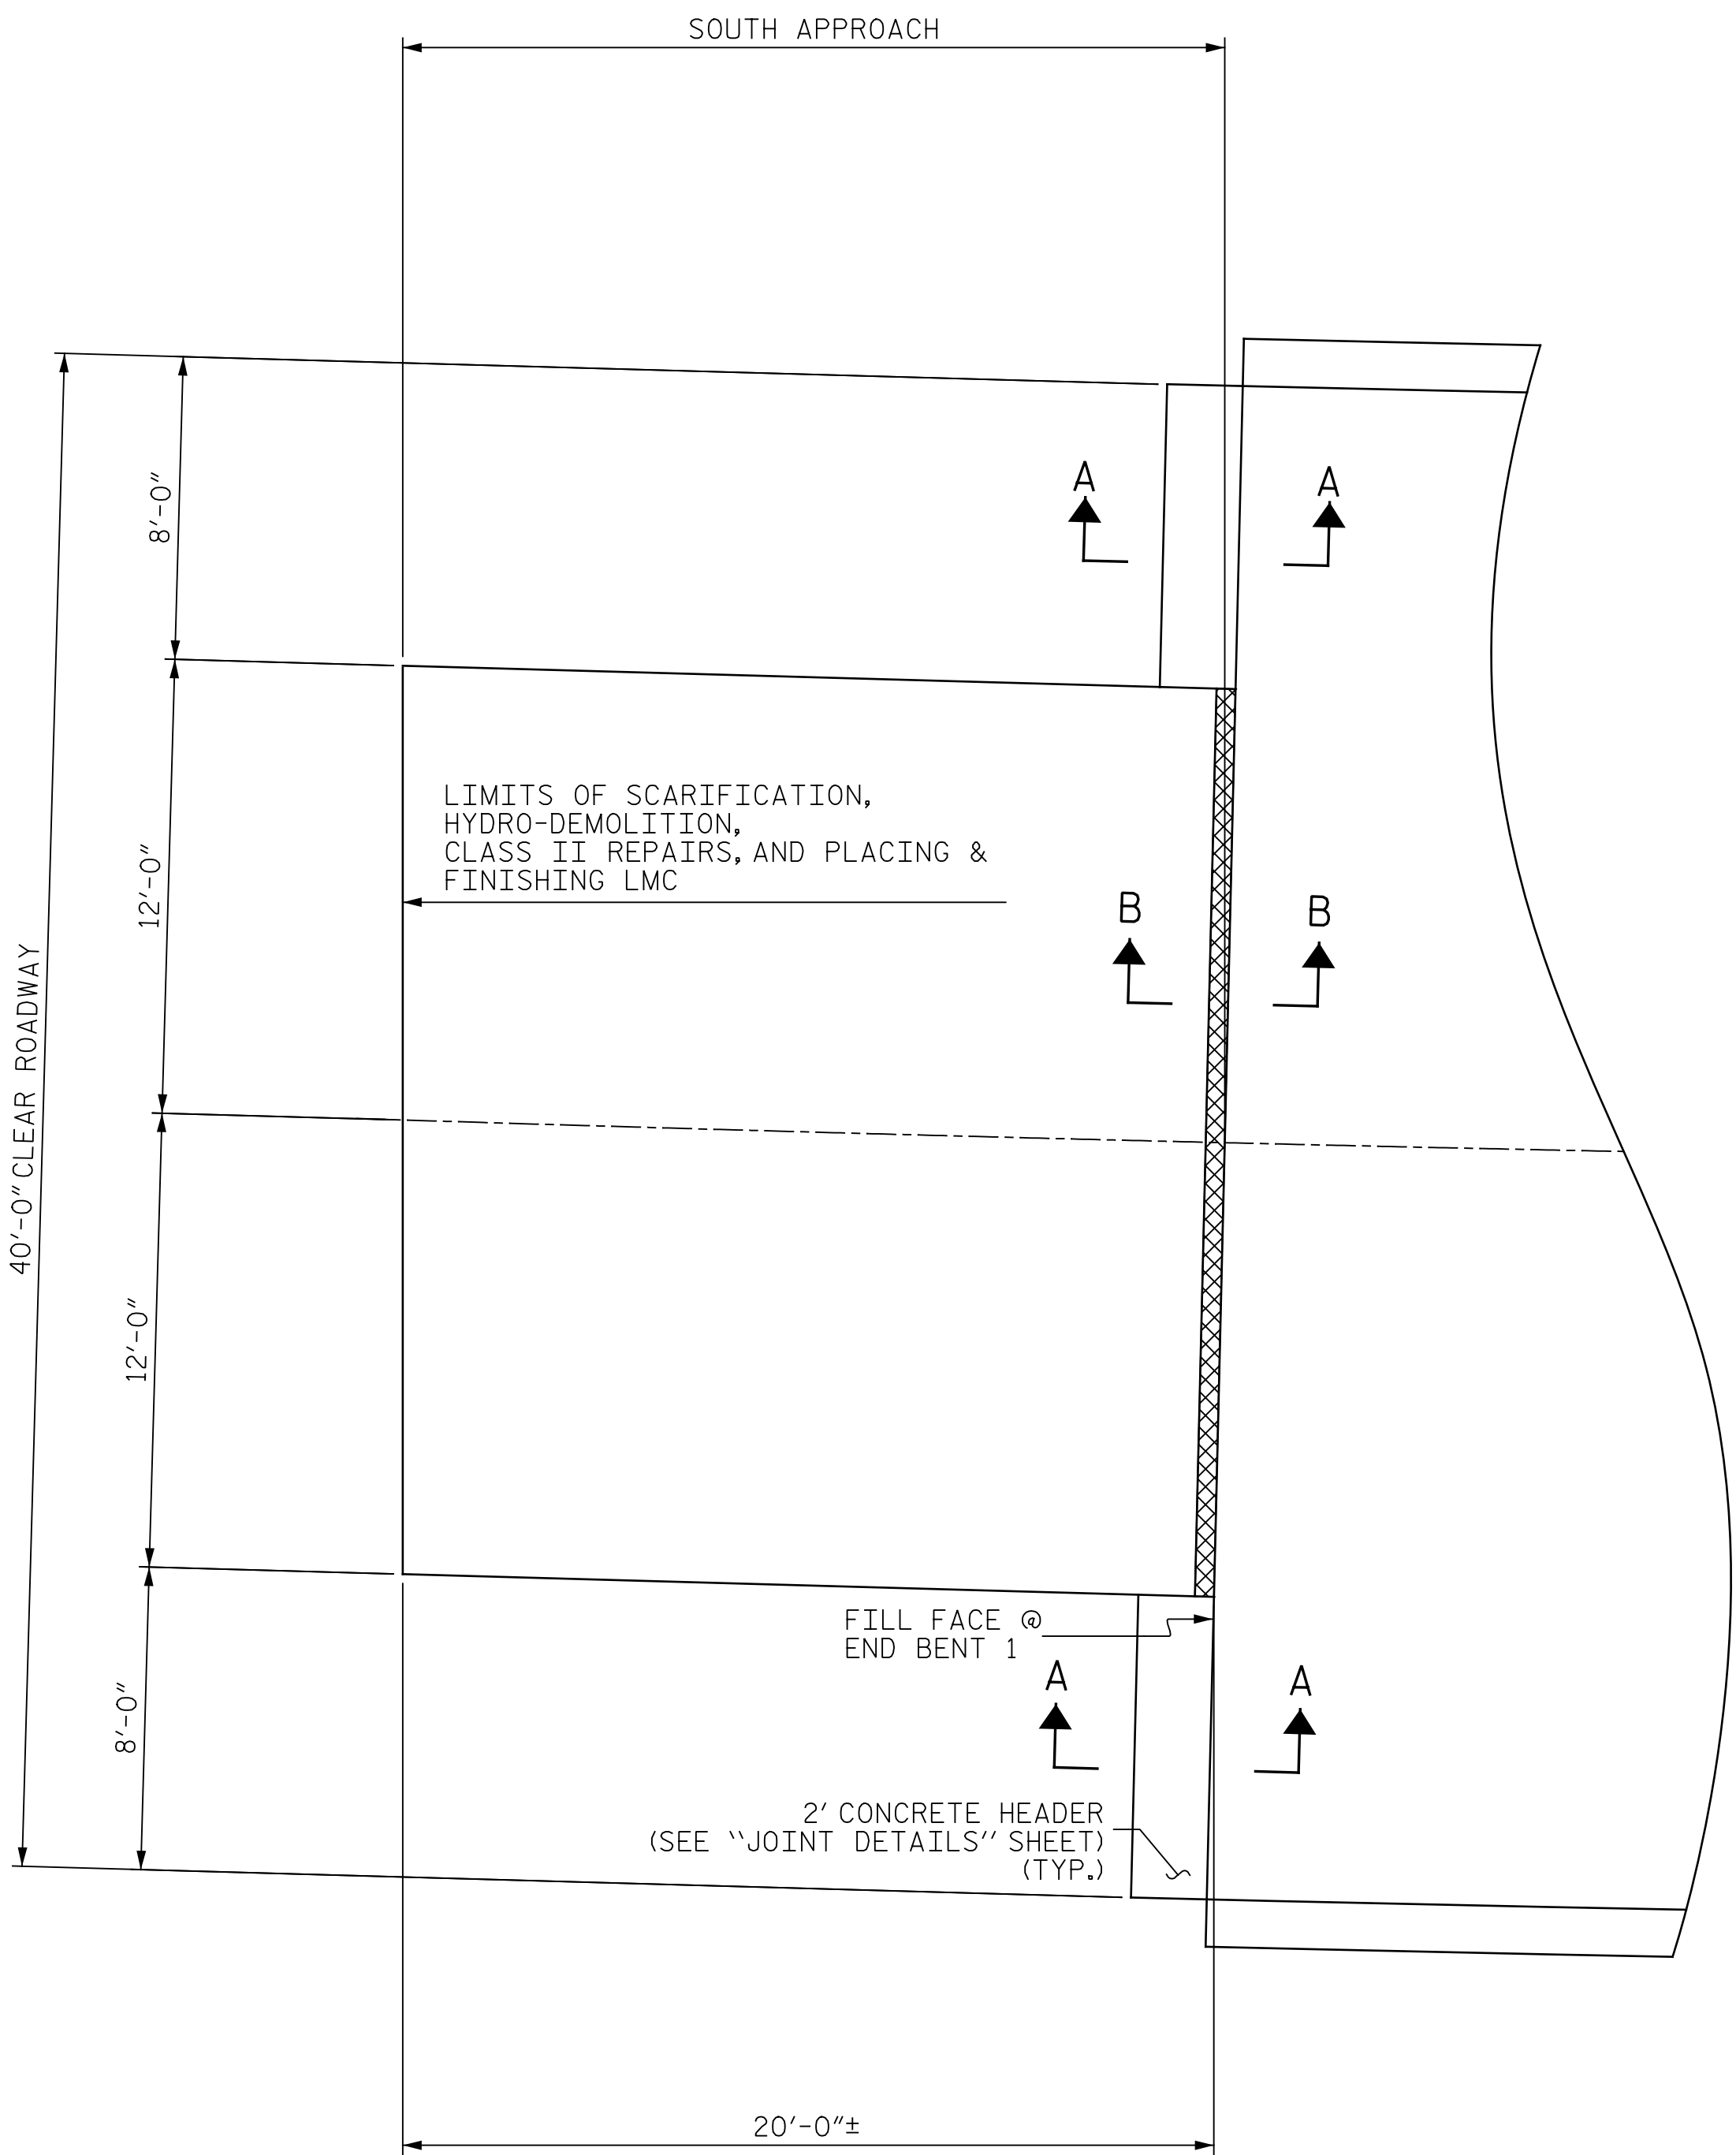 SOUTH APPROACH
8'-0"
A
A
12'-0"
LIMITS OF SCARIFICATION,
HYDRO-DEMOLITION,
CLASS II REPAIRS, AND PLACING &
FINISHING LMC
B
B
40'-0" CLEAR ROADWAY
12'-0"
FILL FACE @
END BENT 1
A
A
8'-0"
2' CONCRETE HEADER
(SEE "JOINT DETAILS" SHEET)
(TYP.)
20'-0"±